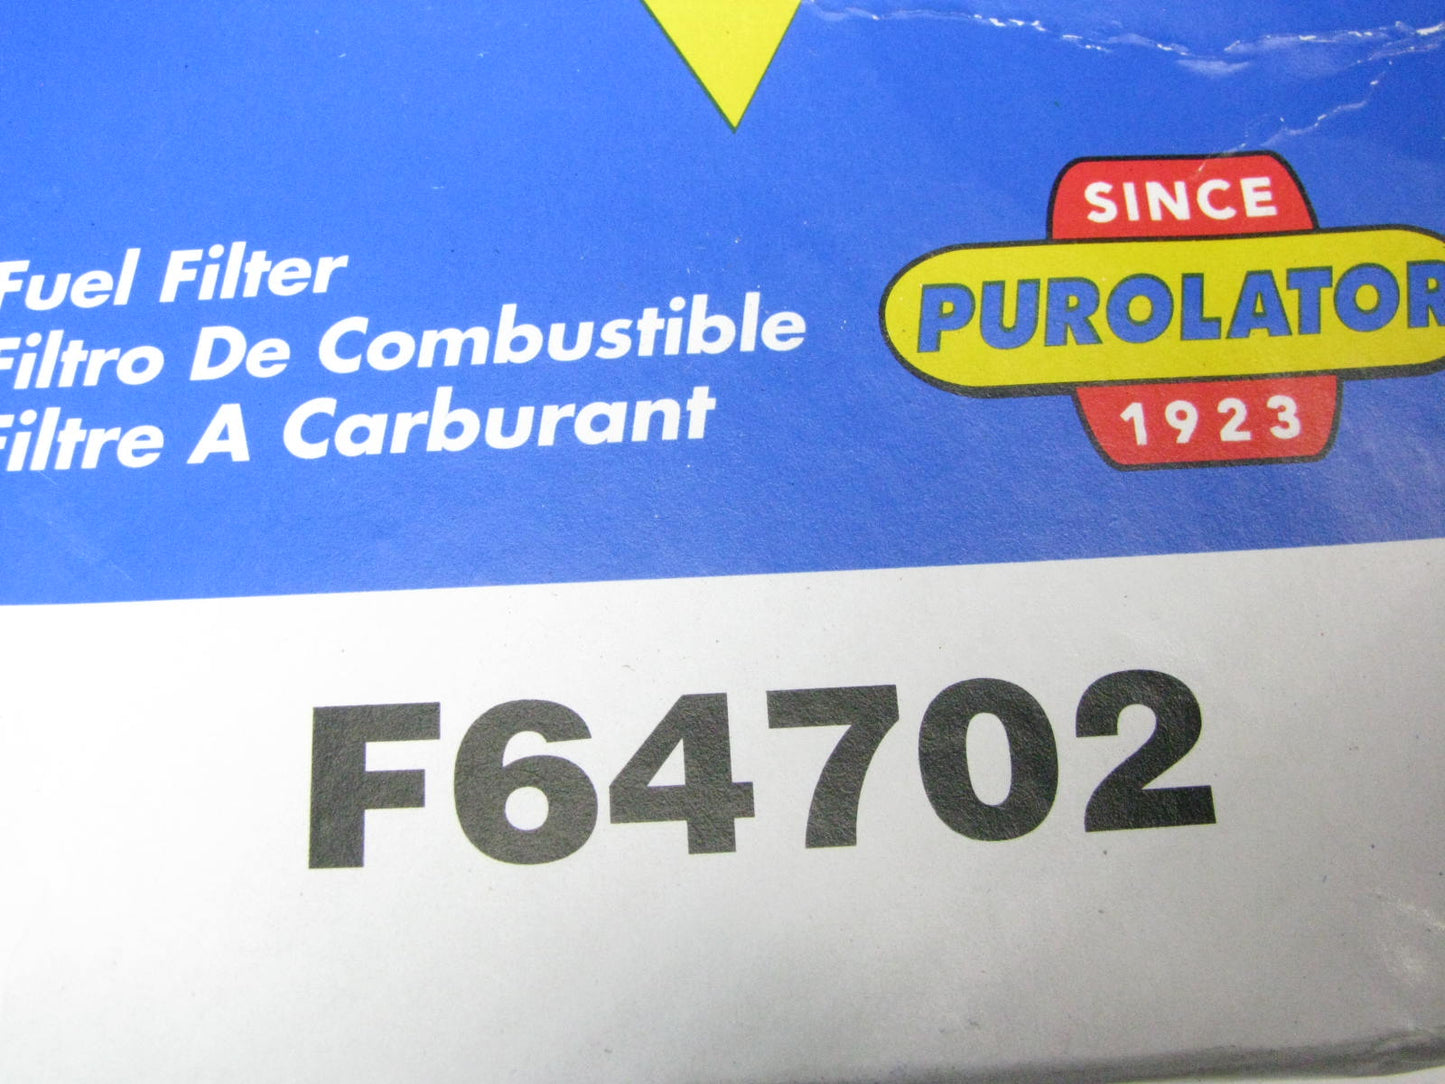 Fuel Filter
Filtro De Combustible
Filtre A Carburant
SINCE
PUROLATOR
1923
F64702